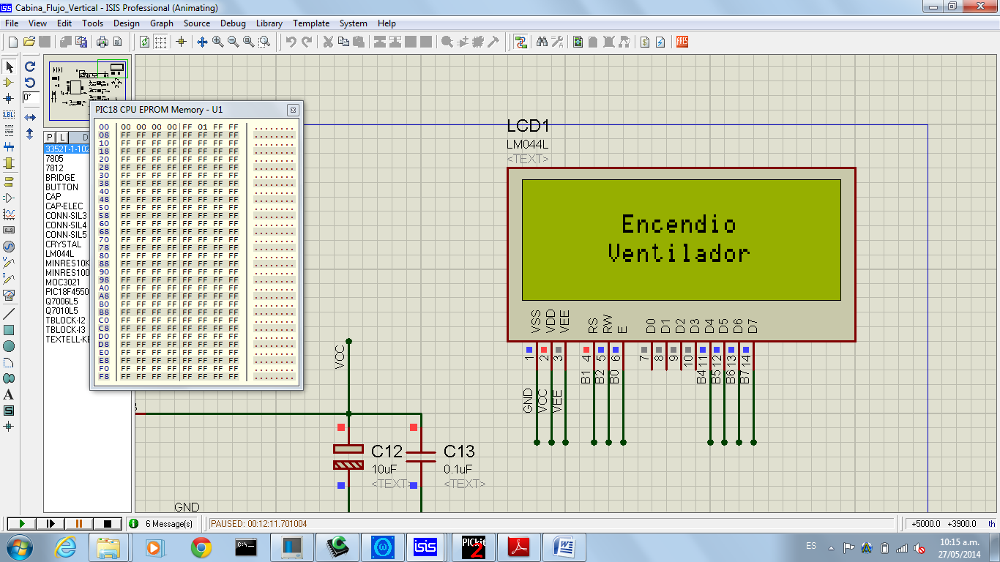 Cabina_Flujo_Vertical - ISIS Professional (Animating)
File View Edit Tools Design Graph Source Debug Library Template System Help
0°
LBL
P L D
3352T-1-102
7805
7812
BRIDGE
BUTTON
CAP
CAP-ELEC
CONN-SIL3
CONN-SIL4
CONN-SIL5
CRYSTAL
LM044L
MINRES10K
MINRES100
MOC3021
PIC18F4550
Q7006L5
Q7010L5
TBLOCK-I2
TBLOCK-I3
TEXTELL-KE
PIC18 CPU EPROM Memory - U1
00 00 00 00 00 FF 01 FF FF ........
08 FF FF FF FF FF FF FF FF ........
10 FF FF FF FF FF FF FF FF ........
18 FF FF FF FF FF FF FF FF ........
20 FF FF FF FF FF FF FF FF ........
28 FF FF FF FF FF FF FF FF ........
30 FF FF FF FF FF FF FF FF ........
38 FF FF FF FF FF FF FF FF ........
40 FF FF FF FF FF FF FF FF ........
48 FF FF FF FF FF FF FF FF ........
50 FF FF FF FF FF FF FF FF ........
58 FF FF FF FF FF FF FF FF ........
60 FF FF FF FF FF FF FF FF ........
68 FF FF FF FF FF FF FF FF ........
70 FF FF FF FF FF FF FF FF ........
78 FF FF FF FF FF FF FF FF ........
80 FF FF FF FF FF FF FF FF ........
88 FF FF FF FF FF FF FF FF ........
90 FF FF FF FF FF FF FF FF ........
98 FF FF FF FF FF FF FF FF ........
A0 FF FF FF FF FF FF FF FF ........
A8 FF FF FF FF FF FF FF FF ........
B0 FF FF FF FF FF FF FF FF ........
B8 FF FF FF FF FF FF FF FF ........
C0 FF FF FF FF FF FF FF FF ........
C8 FF FF FF FF FF FF FF FF ........
D0 FF FF FF FF FF FF FF FF ........
D8 FF FF FF FF FF FF FF FF ........
E0 FF FF FF FF FF FF FF FF ........
E8 FF FF FF FF FF FF FF FF ........
F0 FF FF FF FF FF FF FF FF ........
F8 FF FF FF FF FF FF FF FF ........
LCD1
LM044L
<TEXT>
Encendio
Ventilador
VSS VDD VEE RS RW E D0 D1 D2 D3 D4 D5 D6 D7
1 2 3 4 5 6 7 8 9 10 11 12 13 14
B1 B2 B0 B4 B5 B6 B7
GND VCC VEE
VCC
C12
10uF
<TEXT>
C13
0.1uF
<TEXT>
GND
6 Message(s)
PAUSED: 00:12:11.701004
+5000.0 +3900.0 th
isis
PICkit
2
ES
10:15 a.m.
27/05/2014